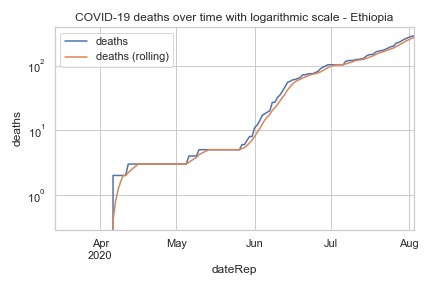 COVID-19 deaths over time with logarithmic scale - Ethiopia
deaths
deaths (rolling)
10²
10¹
10⁰
deaths
Apr
2020
May
Jun
Jul
Aug
dateRep